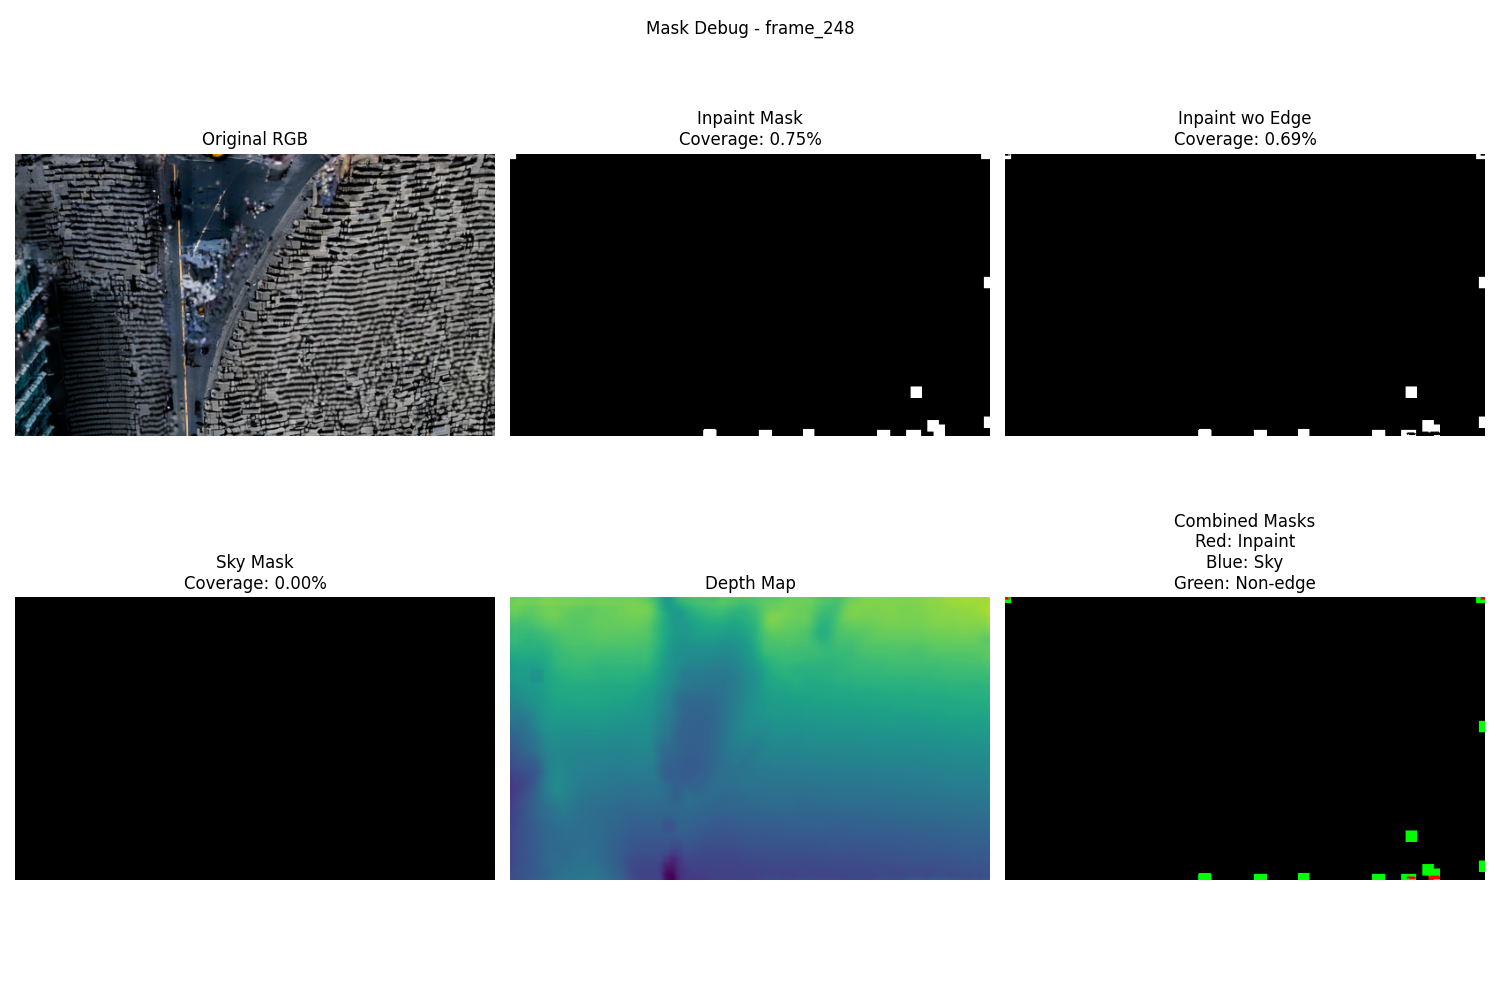 Mask Debug - frame_248
Original RGB
Inpaint Mask
Coverage: 0.75%
Inpaint wo Edge
Coverage: 0.69%
Sky Mask
Coverage: 0.00%
Depth Map
Combined Masks
Red: Inpaint
Blue: Sky
Green: Non-edge